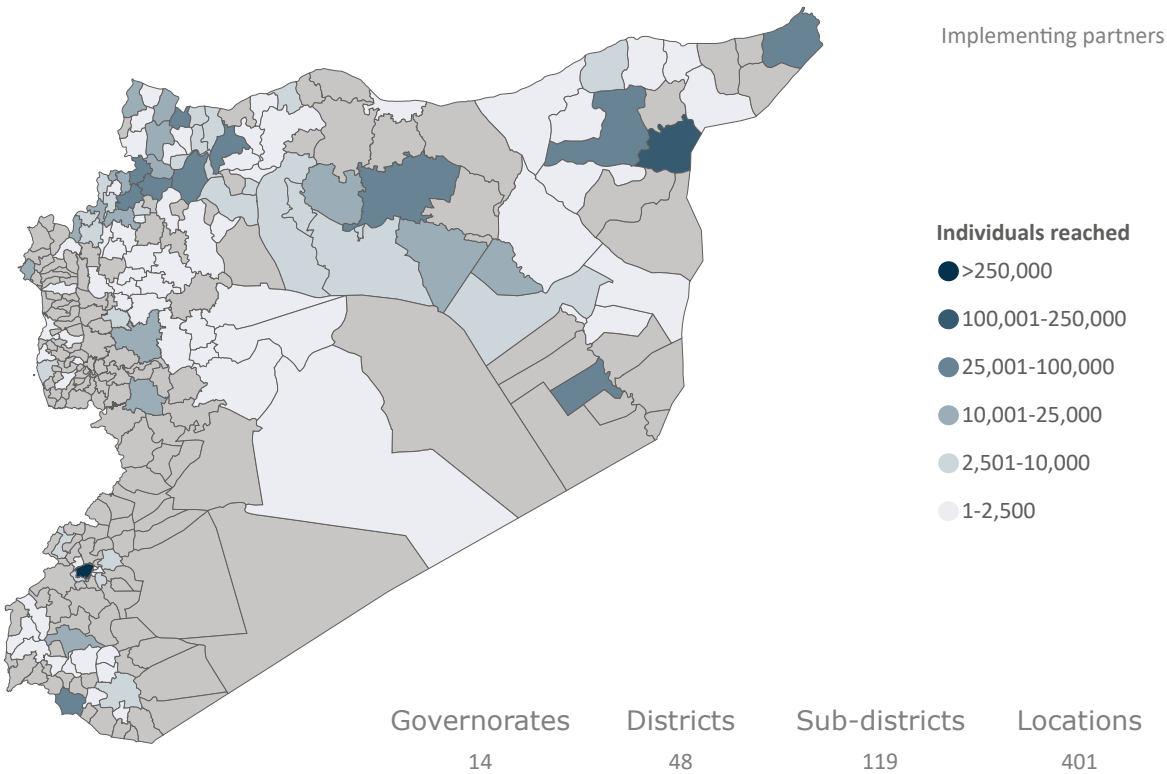 Implementing partners
Individuals reached
>250,000
100,001-250,000
25,001-100,000
10,001-25,000
2,501-10,000
1-2,500
Governorates Districts Sub-districts Locations
14 48 119 401